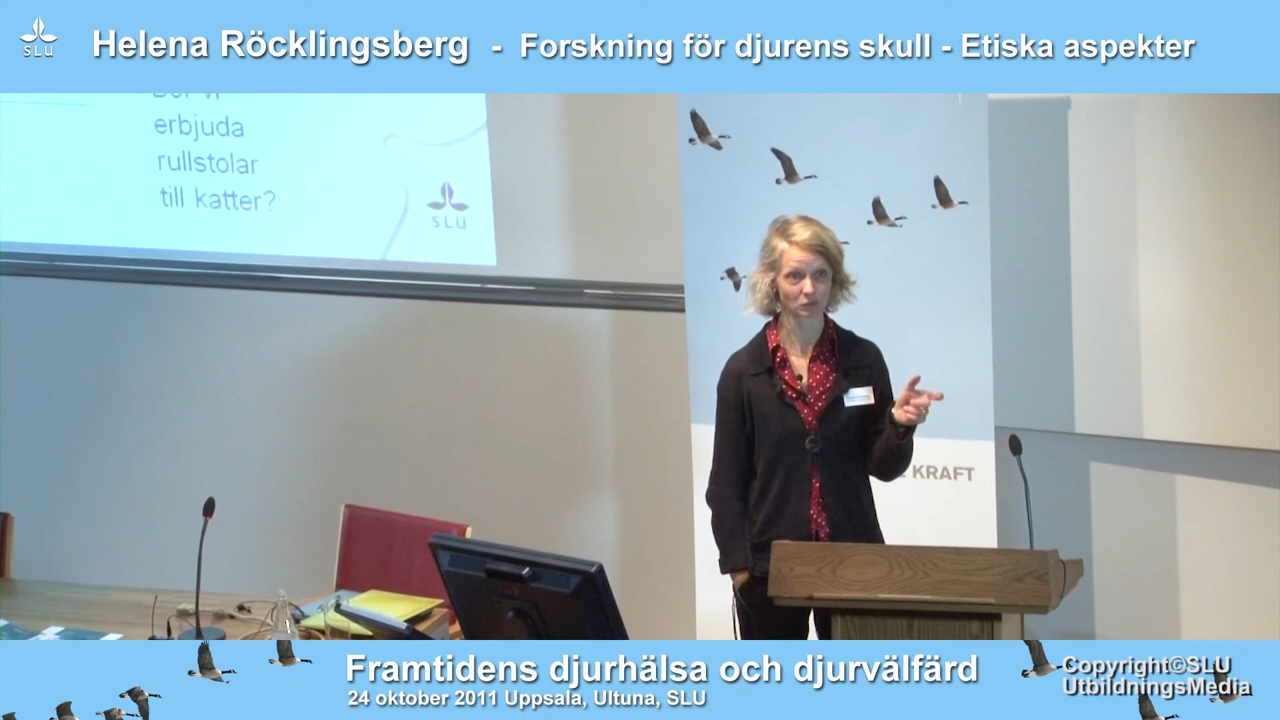 SLU
Helena Röcklingsberg - Forskning för djurens skull - Etiska aspekter
erbjuda
rullstolar
till katter?
SLU
KRAFT
Framtidens djurhälsa och djurvälfärd
24 oktober 2011 Uppsala, Ultuna, SLU
Copyright©SLU
UtbildningsMedia